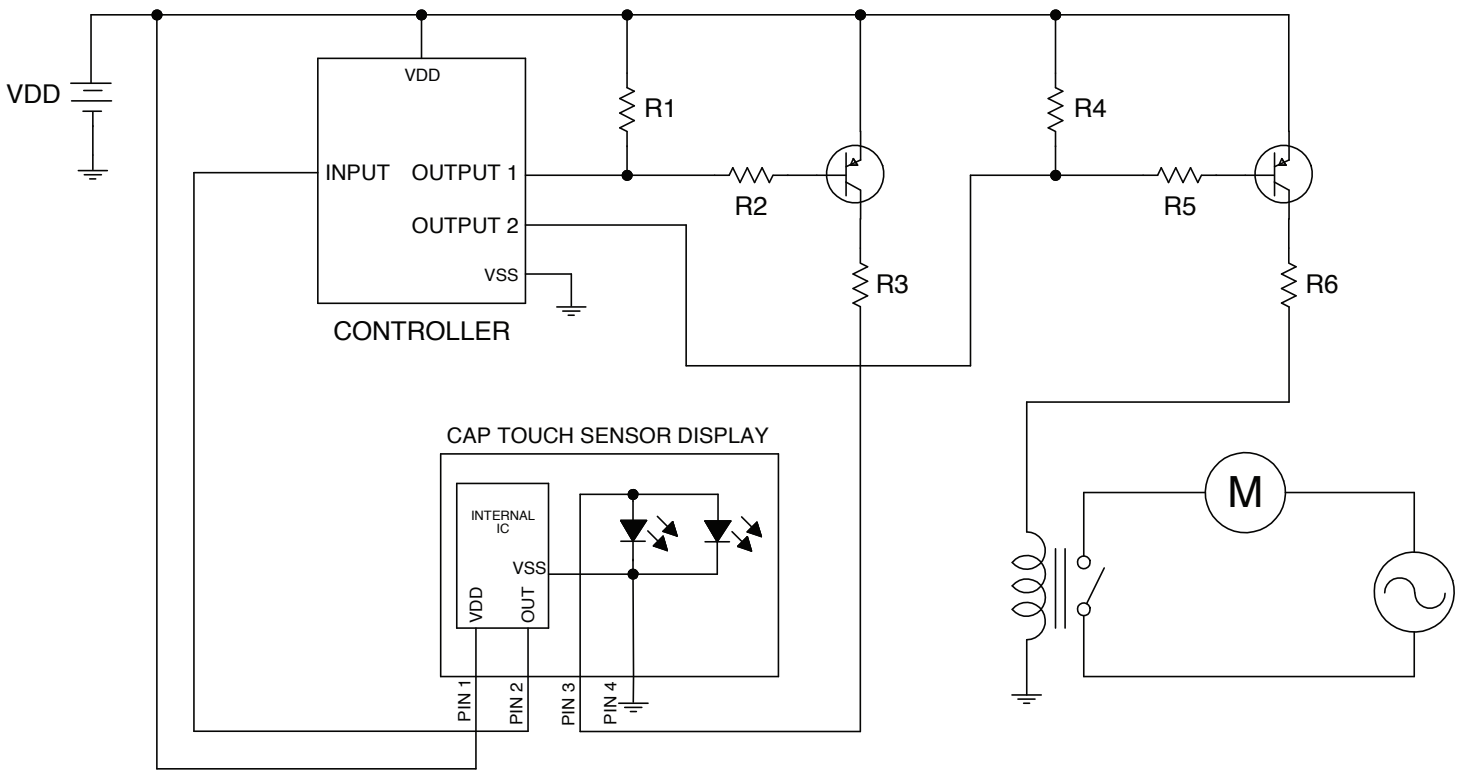 VDD
VDD
R1
R4
INPUT
OUTPUT 1
R2
R5
OUTPUT 2
VSS
R3
R6
CONTROLLER
CAP TOUCH SENSOR DISPLAY
M
INTERNAL
IC
VSS
VDD
OUT
PIN 1
PIN 2
PIN 3
PIN 4